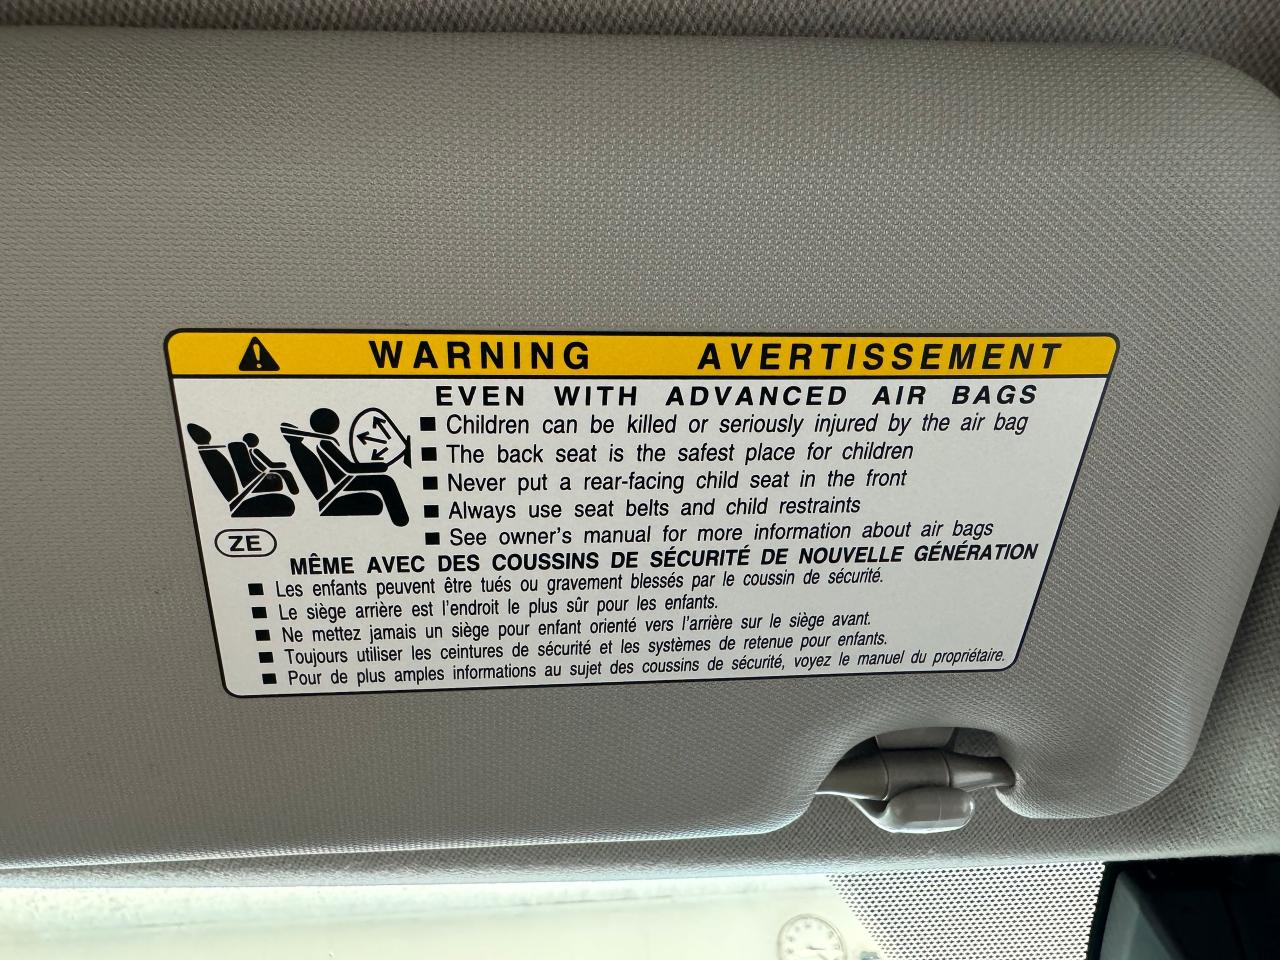 WARNING AVERTISSEMENT
EVEN WITH ADVANCED AIR BAGS
■ Children can be killed or seriously injured by the air bag
■ The back seat is the safest place for children
■ Never put a rear-facing child seat in the front
■ Always use seat belts and child restraints
■ See owner's manual for more information about air bags
ZE
MÊME AVEC DES COUSSINS DE SÉCURITÉ DE NOUVELLE GÉNÉRATION
■ Les enfants peuvent être tués ou gravement blessés par le coussin de sécurité.
■ Le siège arrière est l'endroit le plus sûr pour les enfants.
■ Ne mettez jamais un siège pour enfant orienté vers l'arrière sur le siège avant.
■ Toujours utiliser les ceintures de sécurité et les systèmes de retenue pour enfants.
■ Pour de plus amples informations au sujet des coussins de sécurité, voyez le manuel du propriétaire.